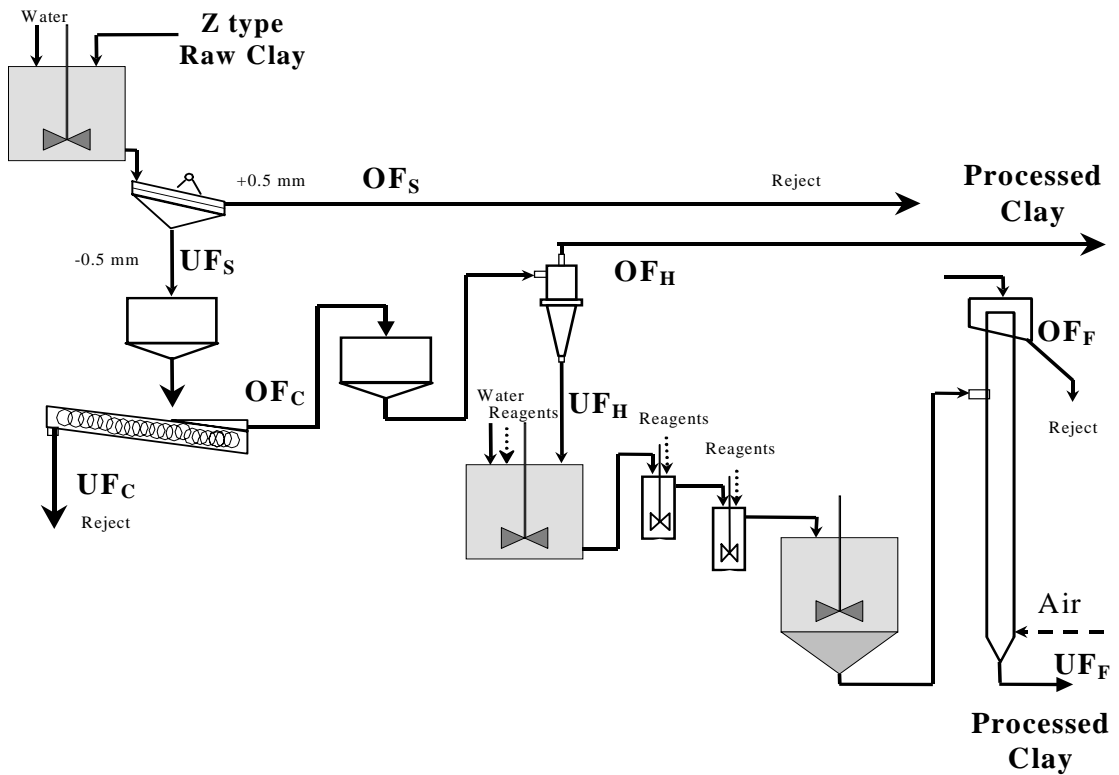 Water
Z type
Raw Clay
+0.5 mm
OFS
Reject
Processed
Clay
-0.5 mm
UFS
OFH
OFF
OFC
Water
Reagents
UFH
Reagents
Reagents
Reject
UFC
Reject
Air
UFF
Processed
Clay